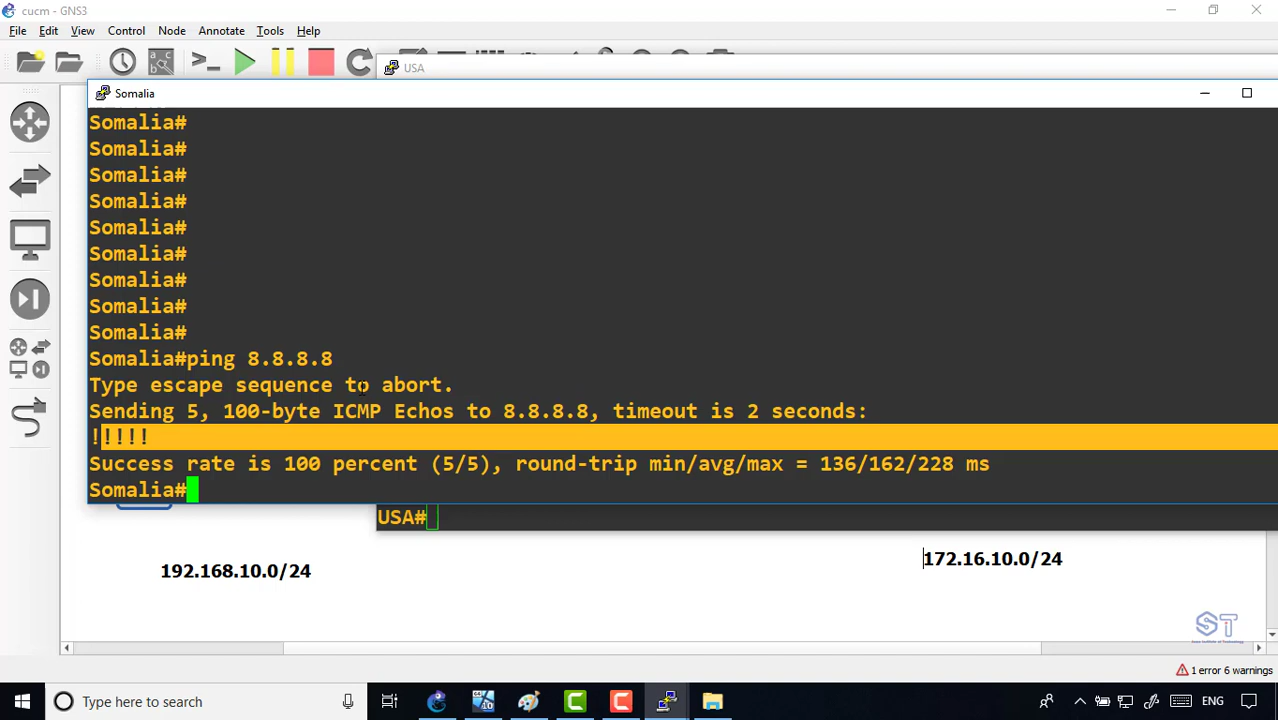 cucm - GNS3
File Edit View Control Node Annotate Tools Help
USA
Somalia
Somalia#
Somalia#
Somalia#
Somalia#
Somalia#
Somalia#
Somalia#
Somalia#
Somalia#
Somalia#ping 8.8.8.8
Type escape sequence to abort.
Sending 5, 100-byte ICMP Echos to 8.8.8.8, timeout is 2 seconds:
!!!!!
Success rate is 100 percent (5/5), round-trip min/avg/max = 136/162/228 ms
Somalia#
USA#
172.16.10.0/24
192.168.10.0/24
ST
1 error 6 warnings
Type here to search
ENG